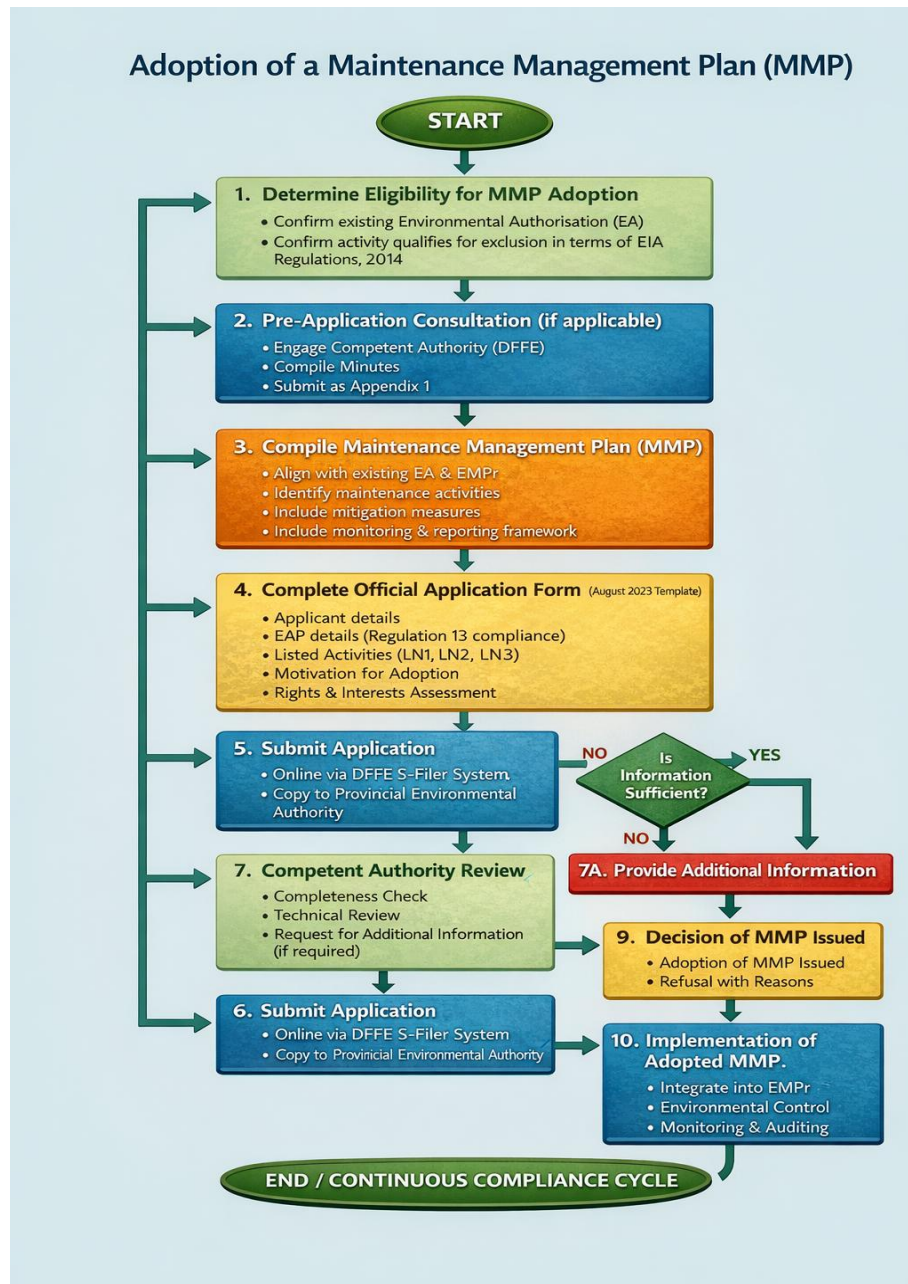 Adoption of a Maintenance Management Plan (MMP)
START
1. Determine Eligibility for MMP Adoption
• Confirm existing Environmental Authorisation (EA)
• Confirm activity qualifies for exclusion in terms of EIA
Regulations, 2014
2. Pre-Application Consultation (if applicable)
• Engage Competent Authority (DFFE)
• Compile Minutes
• Submit as Appendix 1
3. Compile Maintenance Management Plan (MMP)
• Align with existing EA & EMPr
• Identify maintenance activities
• Include mitigation measures
• Include monitoring & reporting framework
4. Complete Official Application Form (August 2023 Template)
• Applicant details
• EAP details (Regulation 13 compliance)
• Listed Activities (LN1, LN2, LN3)
• Motivation for Adoption
• Rights & Interests Assessment
5. Submit Application
• Online via DFFE S-Filer System
• Copy to Provincial Environmental
Authority
NO
Is
Information
Sufficient?
YES
NO
7. Competent Authority Review
• Completeness Check
• Technical Review
• Request for Additional Information
(if required)
7A. Provide Additional Information
9. Decision of MMP Issued
• Adoption of MMP Issued
• Refusal with Reasons
6. Submit Application
• Online via DFFE S-Filer System
• Copy to Provinicial Environmental Authority
10. Implementation of
Adopted MMP.
• Integrate into EMPr
• Environmental Control
• Monitoring & Auditing
END / CONTINUOUS COMPLIANCE CYCLE